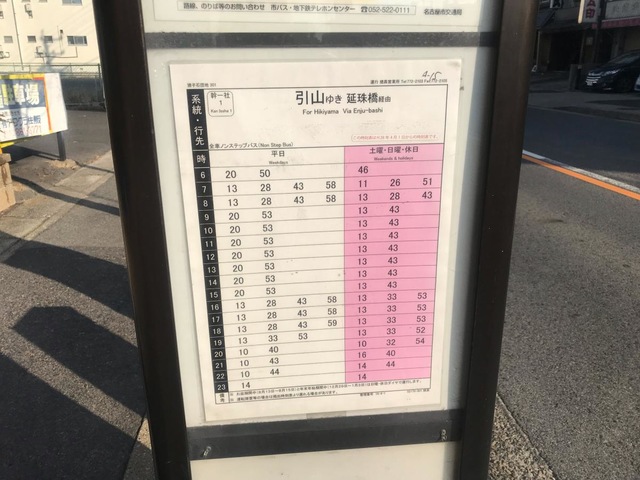 路線、のりば等のお問い合わせ 市バス・地下鉄テレホンセンター ☎052-522-0111 名古屋市交通局
4-15
幹一社
1
Kan Issha 1
引山ゆき 延珠橋経由
For Hikiyama Via Enju-bashi
系統・行先
全車ノンステップバス(Non Step Bus)
時 平日 土曜・日曜・休日
Weekdays Weekends & holidays
6 20 50 46
7 13 28 43 58 11 26 51
8 13 28 43 58 13 28 43
9 20 53 13 43
10 20 53 13 43
11 20 53 13 43
12 20 53 13 43
13 20 53 13 43
14 20 53 13 43
15 20 53 13 43
16 13 28 43 58 13 33 53
17 13 28 43 58 13 33 53
18 13 28 43 59 13 33 53
19 13 33 53 13 33 52
20 10 40 10 32 54
21 10 43 16 40
22 10 44 14 44
23 14 14
備考